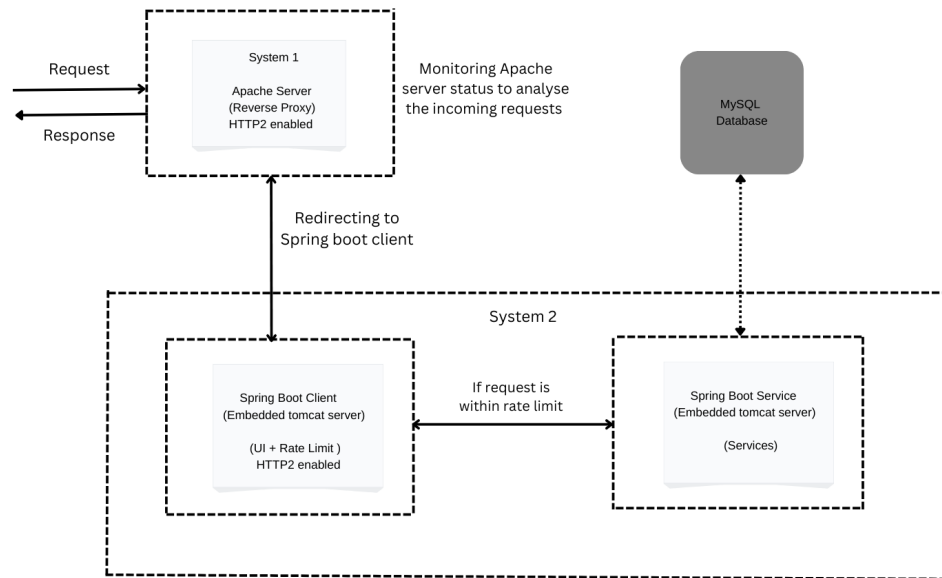 Request
Response
System 1
Apache Server
(Reverse Proxy)
HTTP2 enabled
Monitoring Apache
server status to analyse
the incoming requests
MySQL
Database
Redirecting to
Spring boot client
System 2
Spring Boot Client
(Embedded tomcat server)
(UI + Rate Limit )
HTTP2 enabled
If request is
within rate limit
Spring Boot Service
(Embedded tomcat server)
(Services)